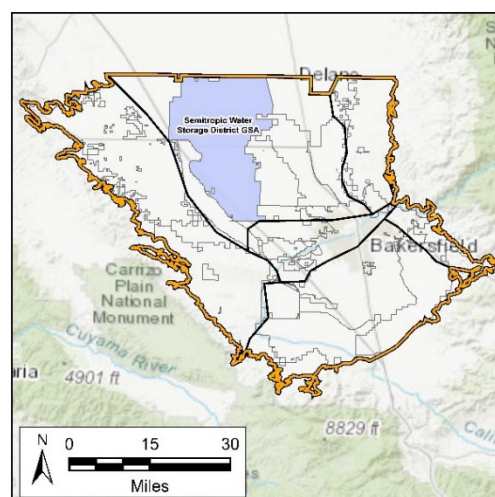 Delano
Semitropic Water
Storage District GSA
Bakersfield
Carrizo
Plain
National
Monument
Cuyama River
4901 ft
8829 ft
N
0 15 30
Miles